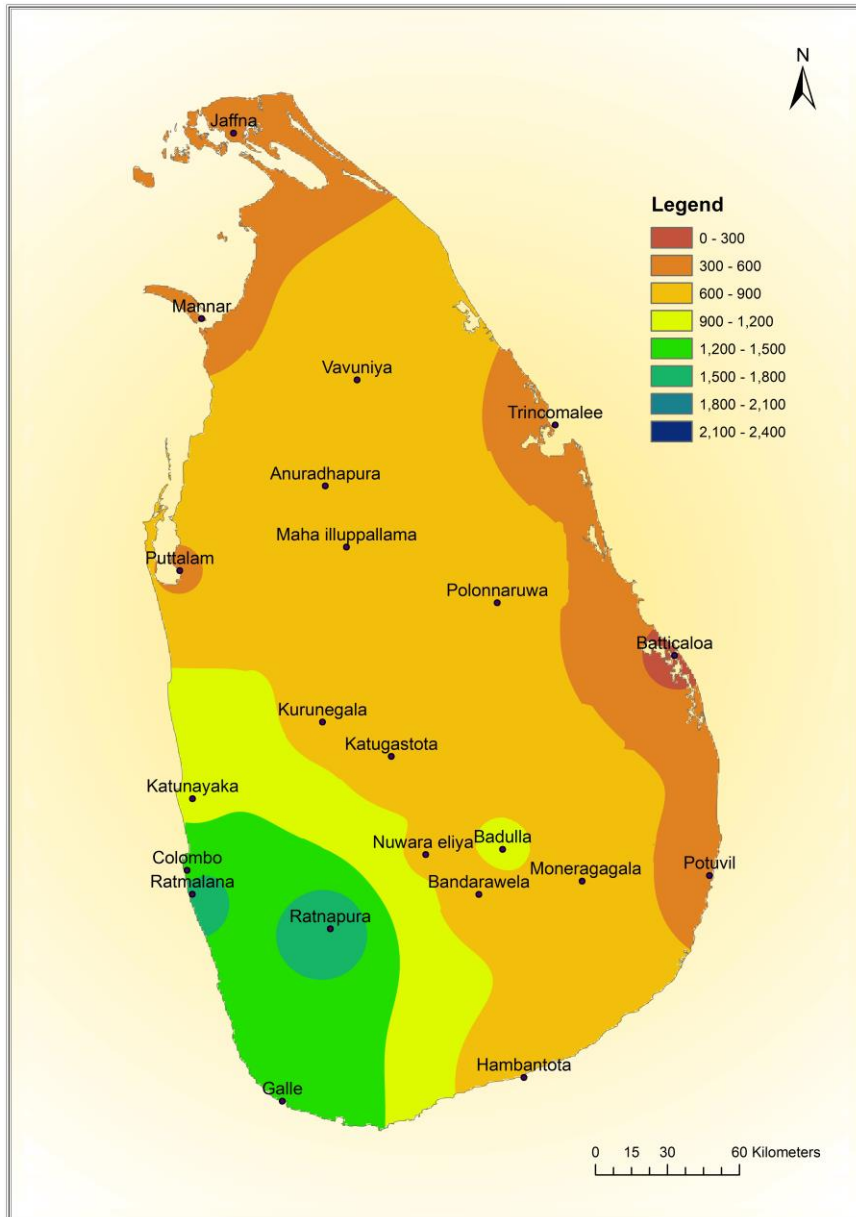 N
Jaffna
Legend
0 - 300
300 - 600
600 - 900
900 - 1,200
1,200 - 1,500
1,500 - 1,800
1,800 - 2,100
2,100 - 2,400
Mannar
Vavuniya
Trincomalee
Anuradhapura
Maha illuppallama
Puttalam
Polonnaruwa
Batticaloa
Kurunegala
Katugastota
Katunayaka
Nuwara eliya
Badulla
Colombo
Ratmalana
Bandarawela
Moneragagala
Potuvil
Ratnapura
Hambantota
Galle
0 15 30 60 Kilometers